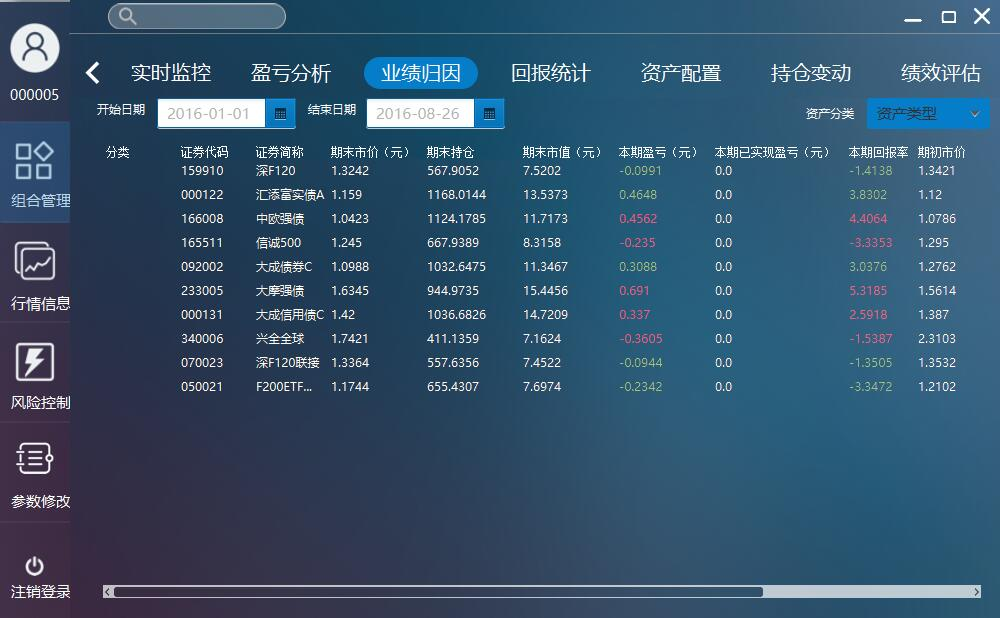 000005
组合管理
行情信息
风险控制
参数修改
注销登录
实时监控 盈亏分析 业绩归因 回报统计 资产配置 持仓变动 绩效评估
开始日期 2016-01-01 结束日期 2016-08-26 资产分类 资产类型
分类 证券代码 证券简称 期末市价（元） 期末持仓 期末市值（元） 本期盈亏（元） 本期已实现盈亏（元） 本期回报率 期初市价
159910 深F120 1.3242 567.9052 7.5202 -0.0991 0.0 -1.4138 1.3421
000122 汇添富实债A 1.159 1168.0144 13.5373 0.4648 0.0 3.8302 1.12
166008 中欧强债 1.0423 1124.1785 11.7173 0.4562 0.0 4.4064 1.0786
165511 信诚500 1.245 667.9389 8.3158 -0.235 0.0 -3.3353 1.295
092002 大成债券C 1.0988 1032.6475 11.3467 0.3088 0.0 3.0376 1.2762
233005 大摩强债 1.6345 944.9735 15.4456 0.691 0.0 5.3185 1.5614
000131 大成信用债C 1.42 1036.6826 14.7209 0.337 0.0 2.5918 1.387
340006 兴全全球 1.7421 411.1359 7.1624 -0.3605 0.0 -1.5387 2.3103
070023 深F120联接 1.3364 557.6356 7.4522 -0.0944 0.0 -1.3505 1.3532
050021 F200ETF... 1.1744 655.4307 7.6974 -0.2342 0.0 -3.3472 1.2102